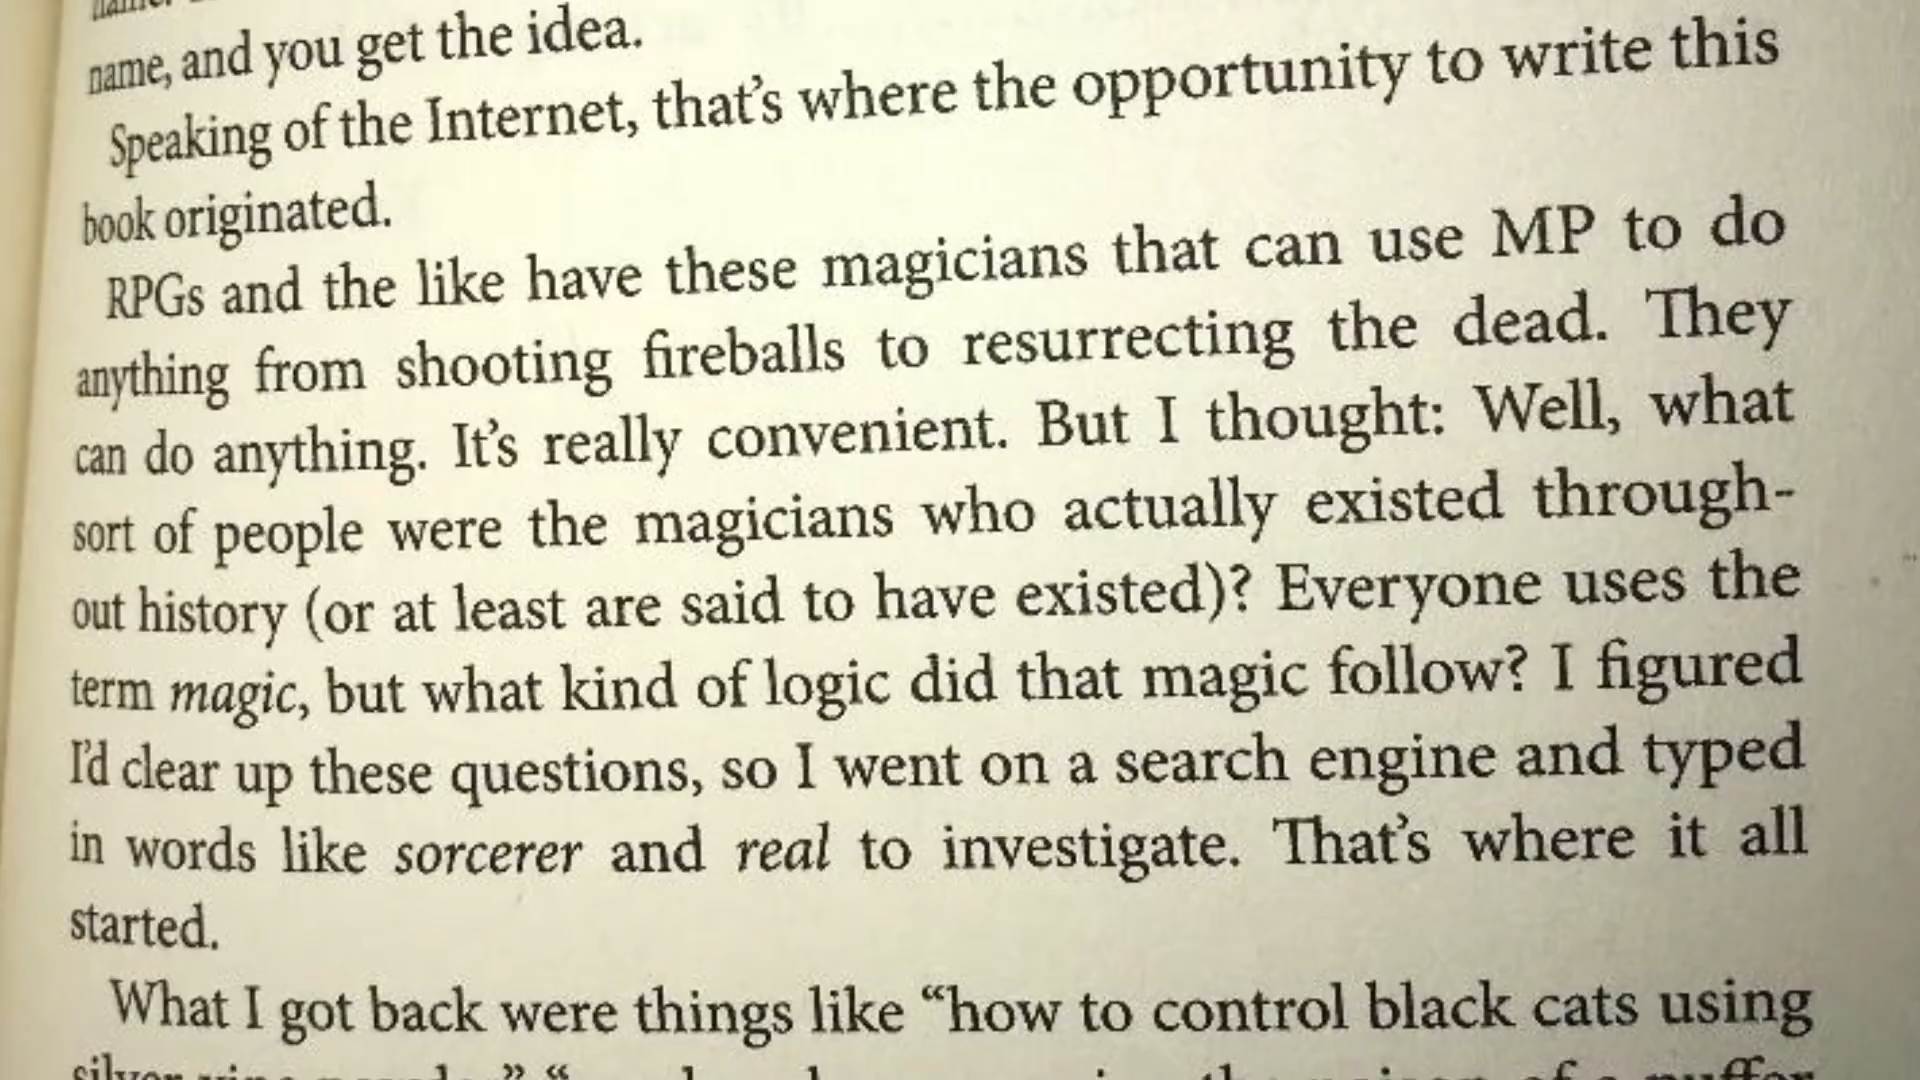 name, and you get the idea.
Speaking of the Internet, that's where the opportunity to write this
book originated.
RPGs and the like have these magicians that can use MP to do
anything from shooting fireballs to resurrecting the dead. They
can do anything. It's really convenient. But I thought: Well, what
sort of people were the magicians who actually existed through-
out history (or at least are said to have existed)? Everyone uses the
term magic, but what kind of logic did that magic follow? I figured
I'd clear up these questions, so I went on a search engine and typed
in words like sorcerer and real to investigate. That's where it all
started.
What I got back were things like “how to control black cats using